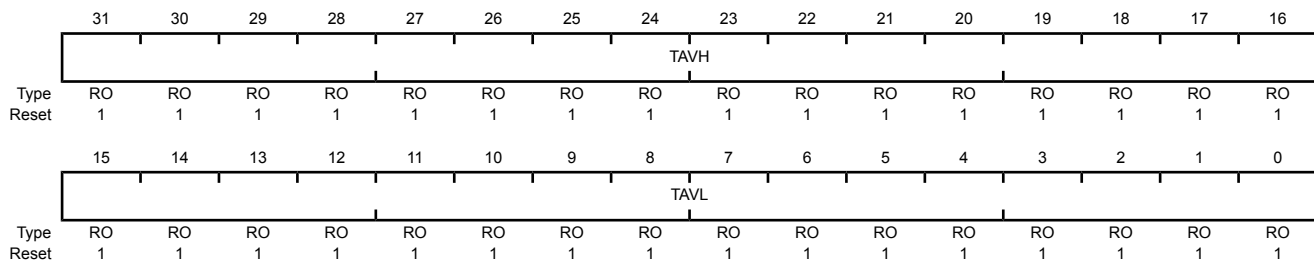 31 30 29 28 27 26 25 24 23 22 21 20 19 18 17 16
TAVH
Type RO RO RO RO RO RO RO RO RO RO RO RO RO RO RO RO
Reset 1 1 1 1 1 1 1 1 1 1 1 1 1 1 1 1
15 14 13 12 11 10 9 8 7 6 5 4 3 2 1 0
TAVL
Type RO RO RO RO RO RO RO RO RO RO RO RO RO RO RO RO
Reset 1 1 1 1 1 1 1 1 1 1 1 1 1 1 1 1